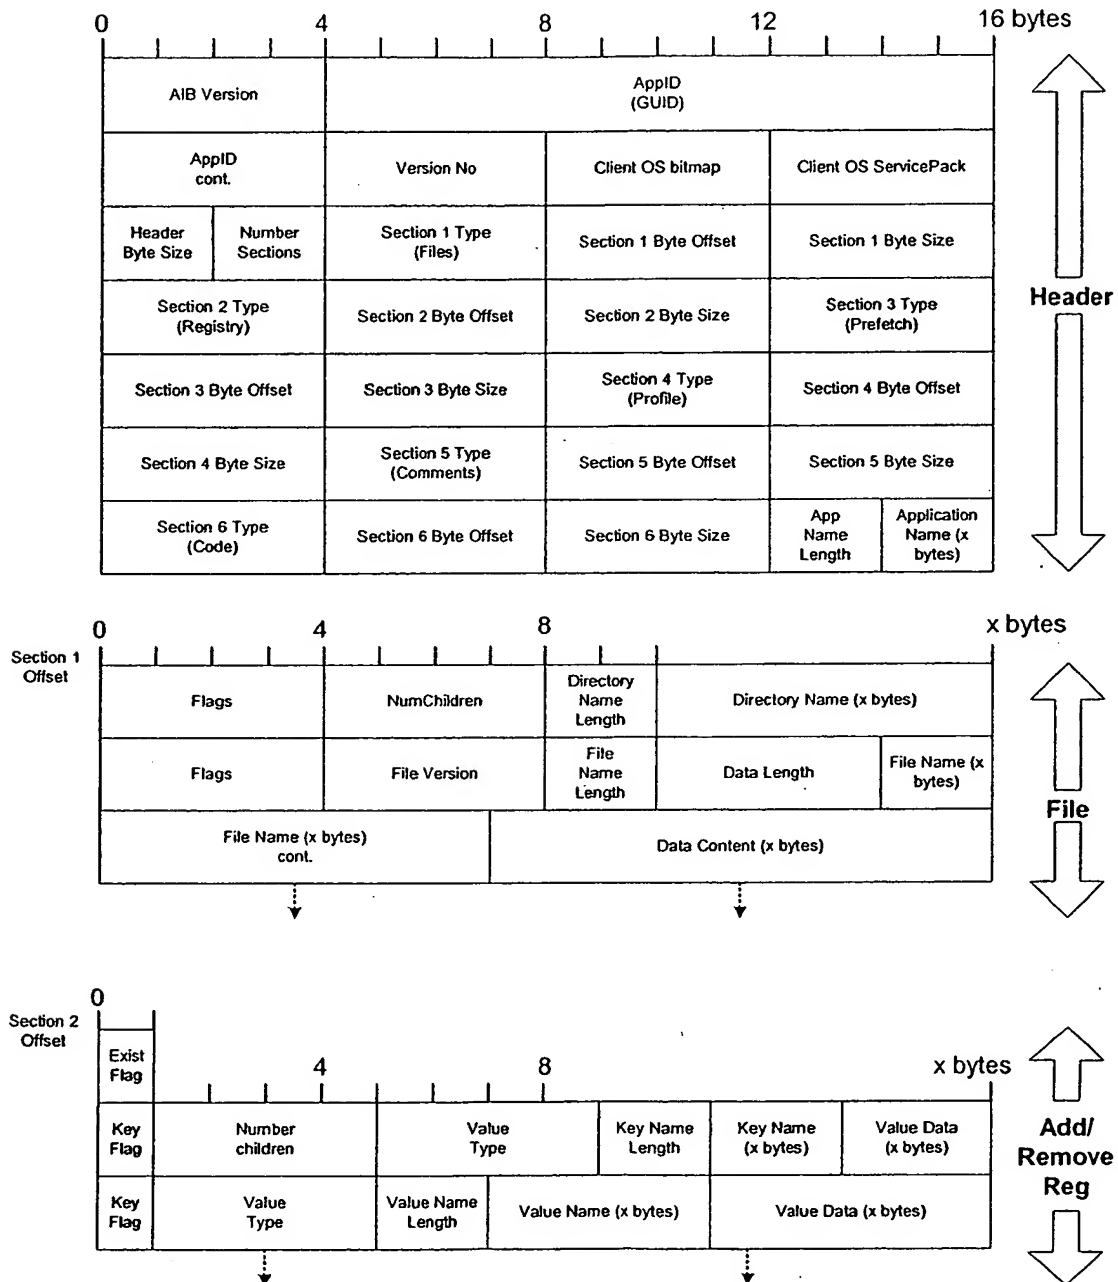 0 4 8 12 16 bytes
AIB Version
AppID
(GUID)
AppID
cont.
Version No
Client OS bitmap
Client OS ServicePack
Header
Byte Size
Number
Sections
Section 1 Type
(Files)
Section 1 Byte Offset
Section 1 Byte Size
Section 2 Type
(Registry)
Section 2 Byte Offset
Section 2 Byte Size
Section 3 Type
(Prefetch)
Header
Section 3 Byte Offset
Section 3 Byte Size
Section 4 Type
(Profile)
Section 4 Byte Offset
Section 4 Byte Size
Section 5 Type
(Comments)
Section 5 Byte Offset
Section 5 Byte Size
Section 6 Type
(Code)
Section 6 Byte Offset
Section 6 Byte Size
App
Name
Length
Application
Name (x
bytes)
0 4 8 x bytes
Section 1
Offset
Flags
NumChildren
Directory
Name
Length
Directory Name (x bytes)
Flags
File Version
File
Name
Length
Data Length
File Name (x
bytes)
File
File Name (x bytes)
cont.
Data Content (x bytes)
0
Section 2
Offset
Exist
Flag
4 8 x bytes
Key
Flag
Number
children
Value
Type
Key Name
Length
Key Name
(x bytes)
Value Data
(x bytes)
Add/
Remove
Reg
Key
Flag
Value
Type
Value Name
Length
Value Name (x bytes)
Value Data (x bytes)